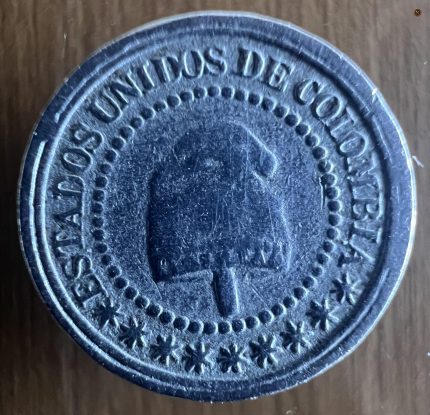 ESTADOS UNIDOS DE COLOMBIA